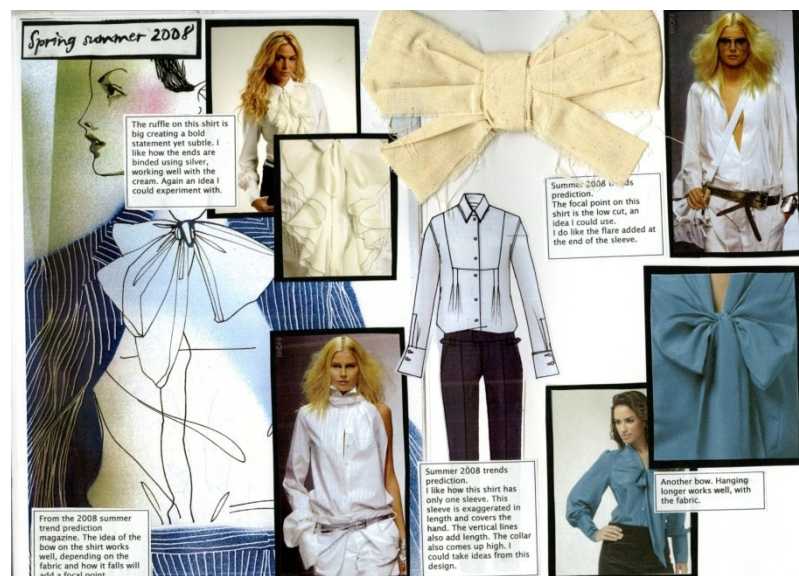 Spring summer 2008
The ruffle on this shirt is
big creating a bold
statement yet subtle. I
like how the ends are
binded using silver,
working well with the
cream. Again an idea I
could experiment with.
Summer 2008 trends
prediction.
The focal point on this
shirt is the low cut, an
idea I could use.
I do like the flare added at
the end of the sleeve.
Summer 2008 trends
prediction.
I like how this shirt has
only one sleeve. This
sleeve is exaggerated in
length and covers the
hand. The vertical lines
also add length. The collar
also comes up high. I
could take ideas from this
design.
Another bow. Hanging
longer works well, with
the fabric.
From the 2008 summer
trend prediction
magazine. The idea of the
bow on the shirt works
well, depending on the
fabric and how it falls will
add a focal point